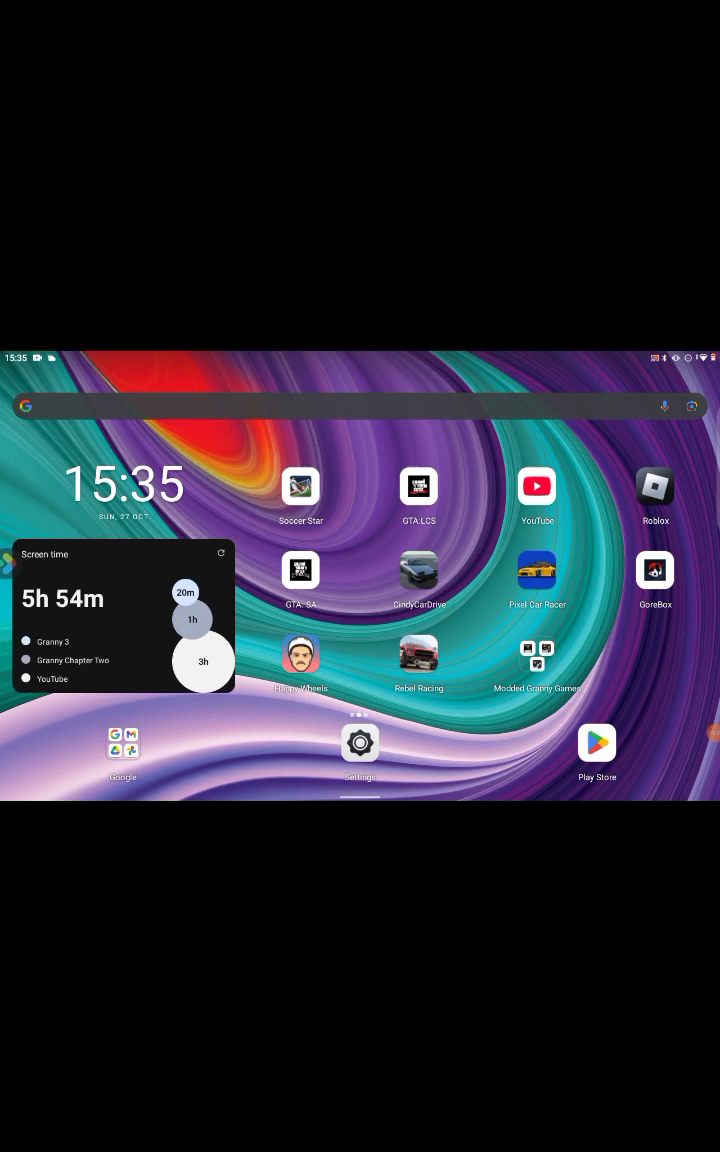 15:35
15:35
SUN, 27 OCT
Soccer Star
GTA:LCS
YouTube
Roblox
Screen time
5h 54m
20m
1h
3h
Granny 3
Granny Chapter Two
YouTube
GTA: SA
CindyCarDrive
Pixel Car Racer
GoreBox
Happy Wheels
Rebel Racing
Modded Granny Games
Google
Settings
Play Store